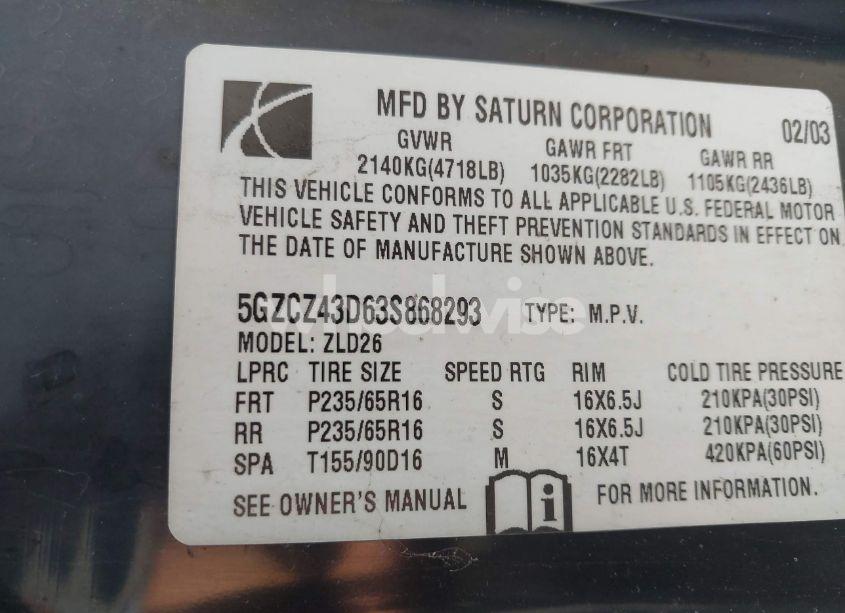 MFD BY SATURN CORPORATION 02/03
GVWR GAWR FRT GAWR RR
2140KG(4718LB) 1035KG(2282LB) 1105KG(2436LB)
THIS VEHICLE CONFORMS TO ALL APPLICABLE U.S. FEDERAL MOTOR
VEHICLE SAFETY AND THEFT PREVENTION STANDARDS IN EFFECT ON
THE DATE OF MANUFACTURE SHOWN ABOVE.
5GZCZ43D63S868293 TYPE: M.P.V.
MODEL: ZLD26
LPRC TIRE SIZE SPEED RTG RIM COLD TIRE PRESSURE
FRT P235/65R16 S 16X6.5J 210KPA(30PSI)
RR P235/65R16 S 16X6.5J 210KPA(30PSI)
SPA T155/90D16 M 16X4T 420KPA(60PSI)
SEE OWNER'S MANUAL i FOR MORE INFORMATION.